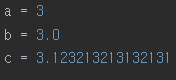 a = 3
b = 3.0
c = 3.123213213132131